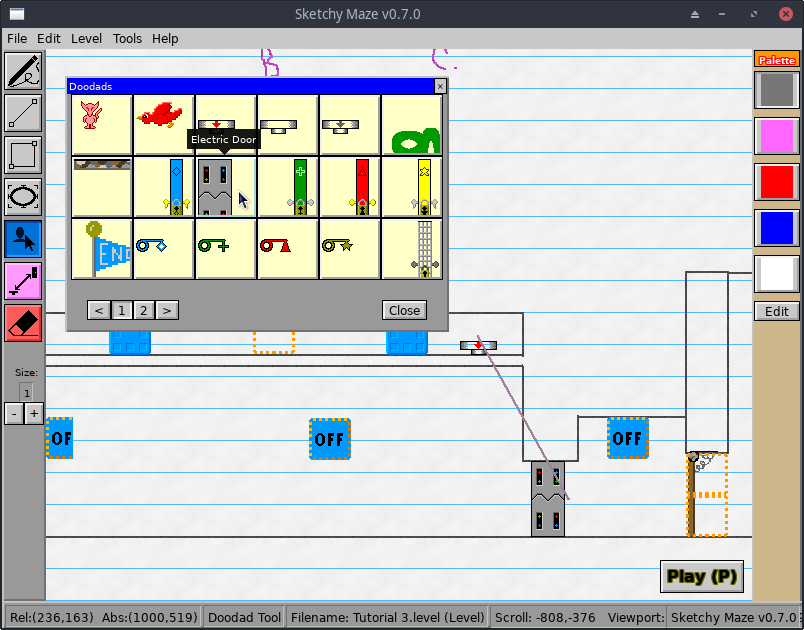 Sketchy Maze v0.7.0
File Edit Level Tools Help
Palette
Doodads
Electric Door
END
< 1 2 > Close
Edit
Size:
1
- +
OF
OFF
OFF
Play (P)
Rel:(236,163) Abs:(1000,519) Doodad Tool Filename: Tutorial 3.level (Level) Scroll: -808,-376 Viewport: Sketchy Maze v0.7.0